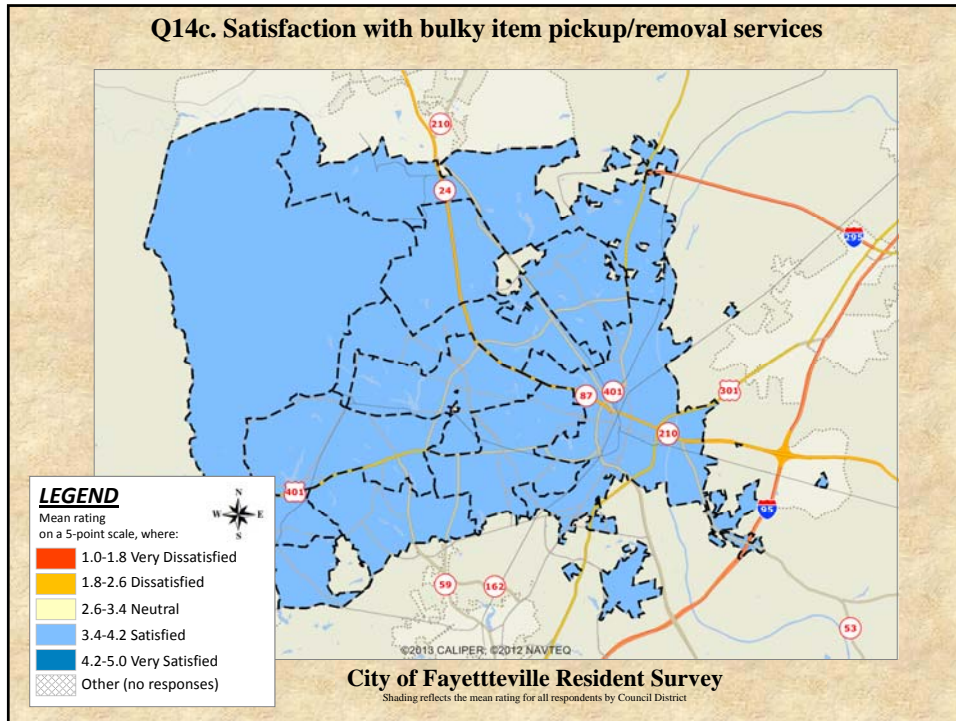 Q14c. Satisfaction with bulky item pickup/removal services
210
24
295
87
401
301
210
401
95
59
162
53
LEGEND
Mean rating
on a 5-point scale, where:
1.0-1.8 Very Dissatisfied
1.8-2.6 Dissatisfied
2.6-3.4 Neutral
3.4-4.2 Satisfied
4.2-5.0 Very Satisfied
Other (no responses)
N
W E
S
©2013 CALIPER; ©2012 NAVTEQ
City of Fayettteville Resident Survey
Shading reflects the mean rating for all respondents by Council District